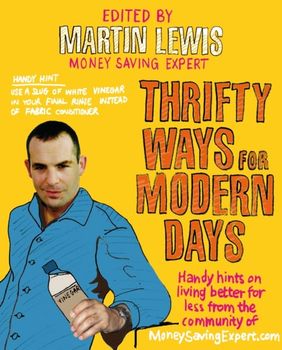 EDITED BY
MARTIN LEWIS
MONEY SAVING EXPERT
HANDY HINT
USE A SLUG OF WHITE VINEGAR
IN YOUR FINAL RINSE INSTEAD
OF FABRIC CONDITIONER
THRIFTY
WAYS FOR
MODERN
DAYS
VINEGAR
Handy hints on
living better for
less from the
community of
MoneySavingExpert.com